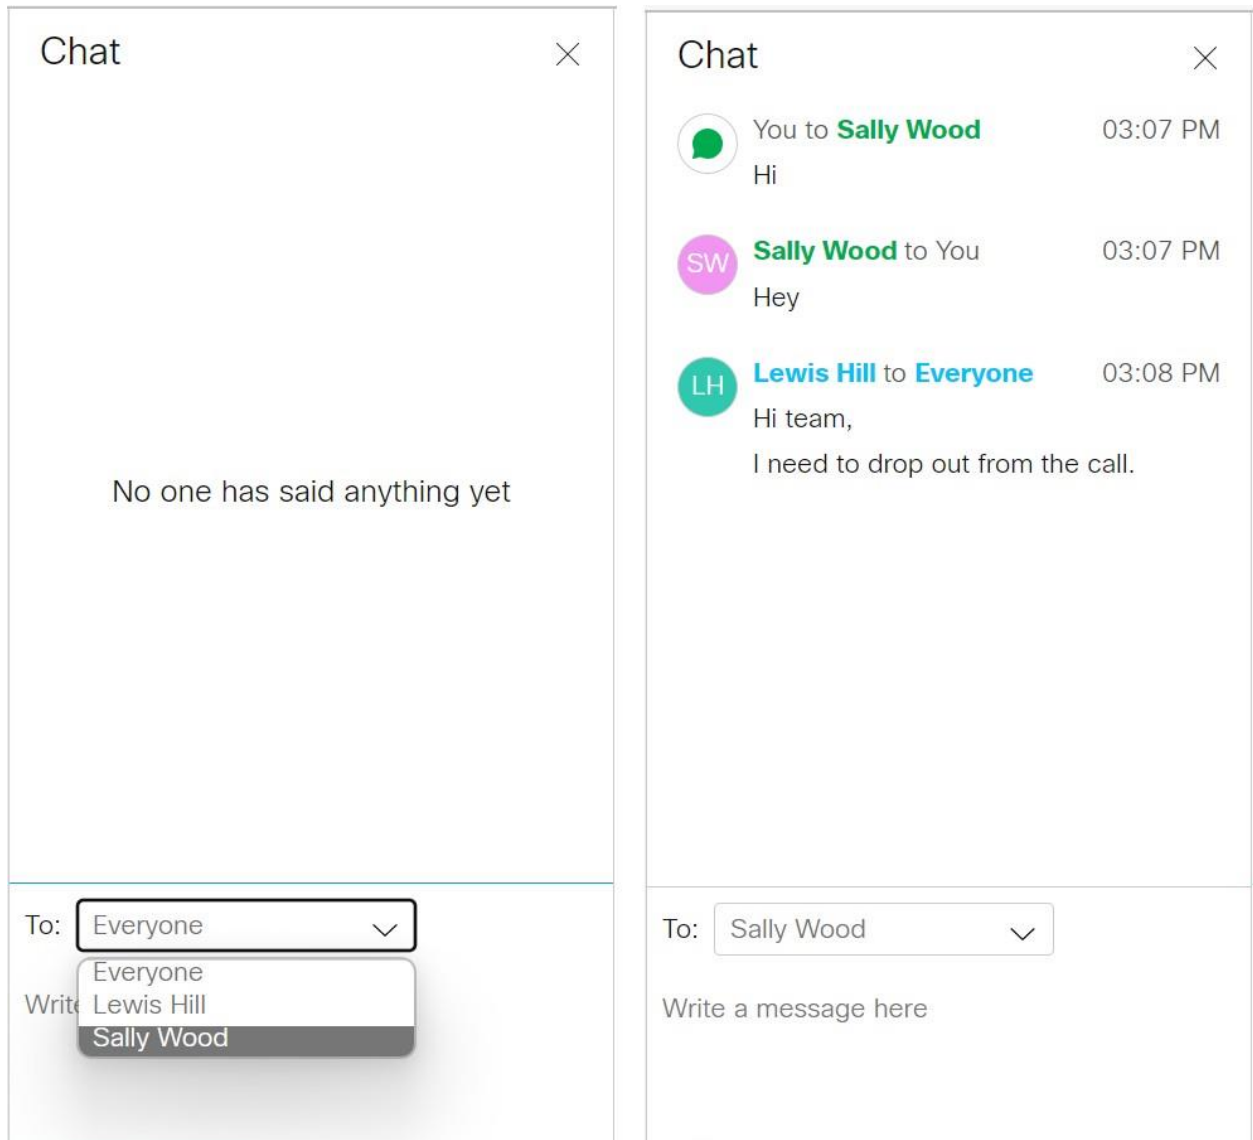 Chat
No one has said anything yet
To: Everyone
Everyone
Write
Lewis Hill
Sally Wood
Chat
You to Sally Wood 03:07 PM
Hi
SW
Sally Wood to You 03:07 PM
Hey
LH
Lewis Hill to Everyone 03:08 PM
Hi team,
I need to drop out from the call.
To: Sally Wood
Write a message here